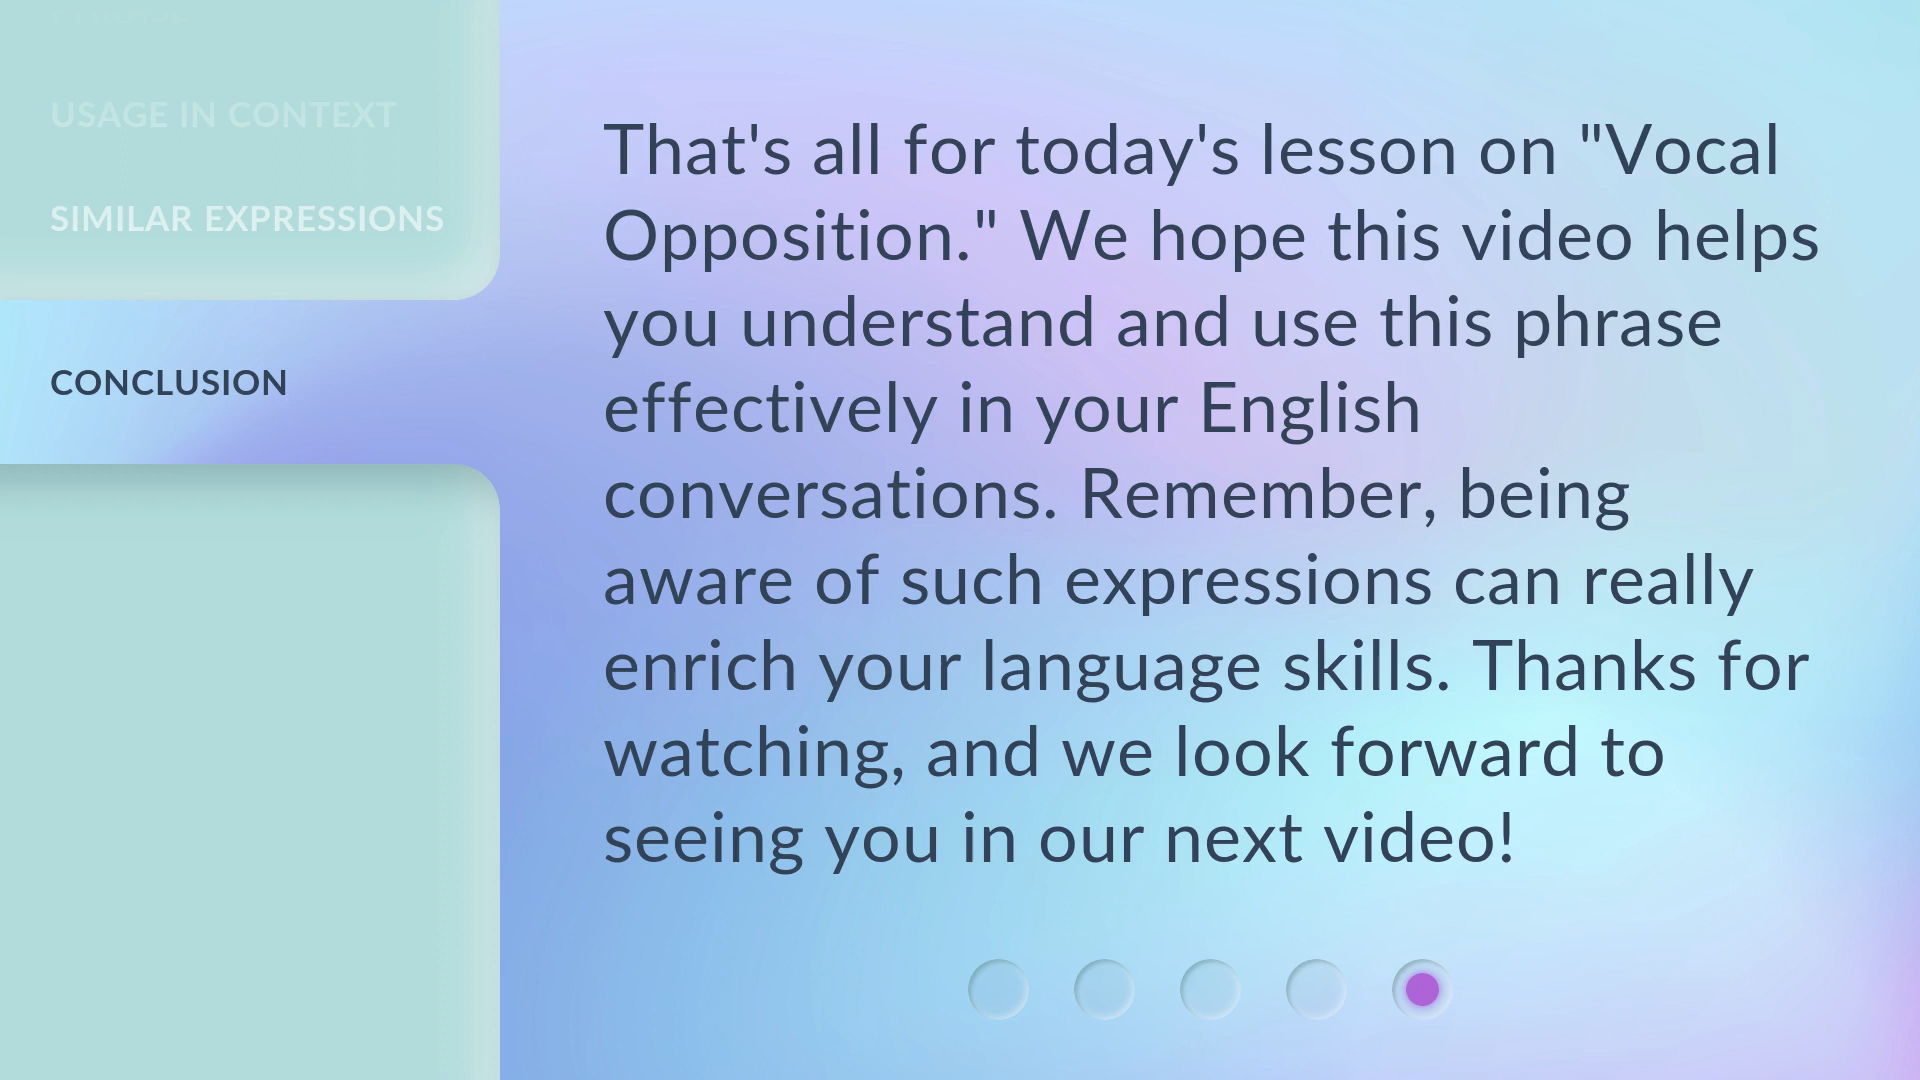 USAGE IN CONTEXT
SIMILAR EXPRESSIONS
CONCLUSION
That's all for today's lesson on "Vocal
Opposition." We hope this video helps
you understand and use this phrase
effectively in your English
conversations. Remember, being
aware of such expressions can really
enrich your language skills. Thanks for
watching, and we look forward to
seeing you in our next video!